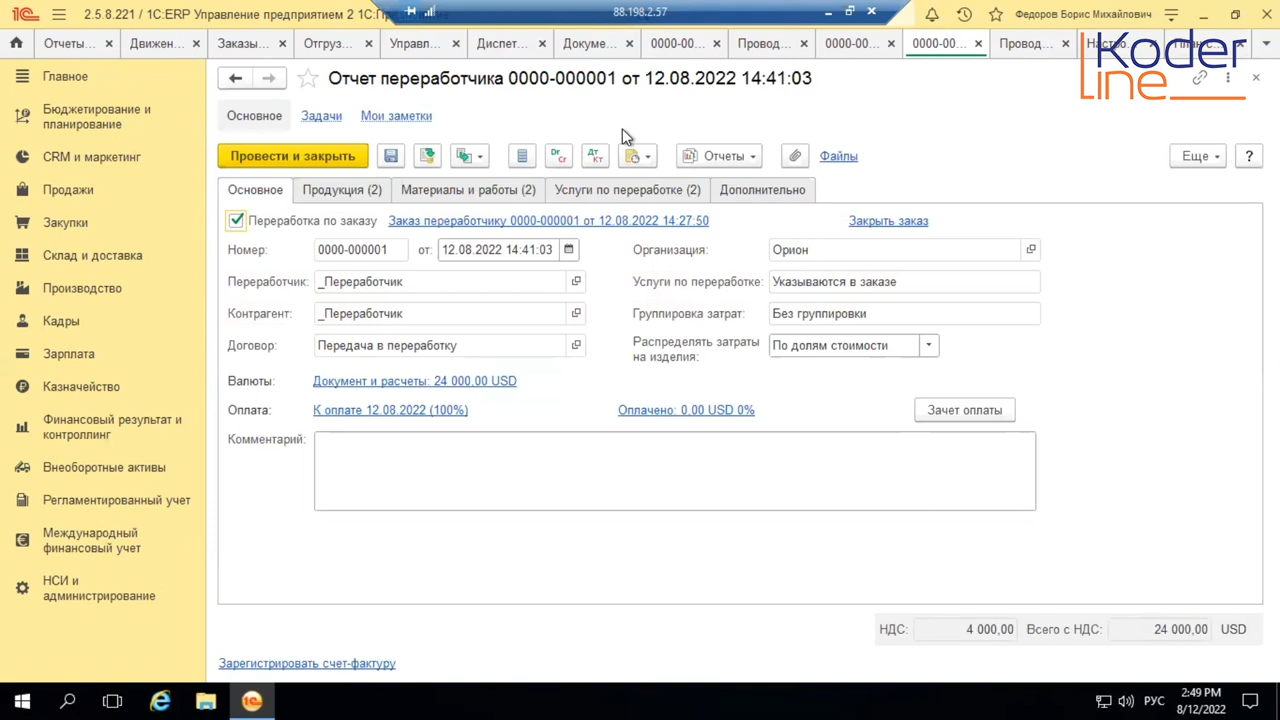 2.5.8.221 / 1С:ERP Управление предприятием 2 1С:Пр
88.198.2.57
Федоров Борис Михайлович
Отчеты...
Движен...
Заказы...
Отгруз...
Управл...
Диспет...
Докуме...
0000-00...
Провод...
0000-00...
0000-00...
Провод...
Koder
line
Главное
Бюджетирование и
планирование
CRM и маркетинг
Продажи
Закупки
Склад и доставка
Производство
Кадры
Зарплата
Казначейство
Финансовый результат и
контроллинг
Внеоборотные активы
Регламентированный учет
Международный
финансовый учет
НСИ и
администрирование
Отчет переработчика 0000-000001 от 12.08.2022 14:41:03
Основное
Задачи
Мои заметки
Провести и закрыть
Dr Cr
Дт Кт
Отчеты
Файлы
Еще
?
Основное
Продукция (2)
Материалы и работы (2)
Услуги по переработке (2)
Дополнительно
Переработка по заказу
Заказ переработчику 0000-000001 от 12.08.2022 14:27:50
Закрыть заказ
Номер: 0000-000001 от: 12.08.2022 14:41:03
Организация: Орион
Переработчик: _Переработчик
Услуги по переработке: Указываются в заказе
Контрагент: _Переработчик
Группировка затрат: Без группировки
Договор: Передача в переработку
Распределять затраты
на изделия: По долям стоимости
Валюты: Документ и расчеты: 24 000,00 USD
Оплата: К оплате 12.08.2022 (100%)
Оплачено: 0,00 USD 0%
Зачет оплаты
Комментарий:
НДС: 4 000,00 Всего с НДС: 24 000,00 USD
Зарегистрировать счет-фактуру
РУС
2:49 PM
8/12/2022